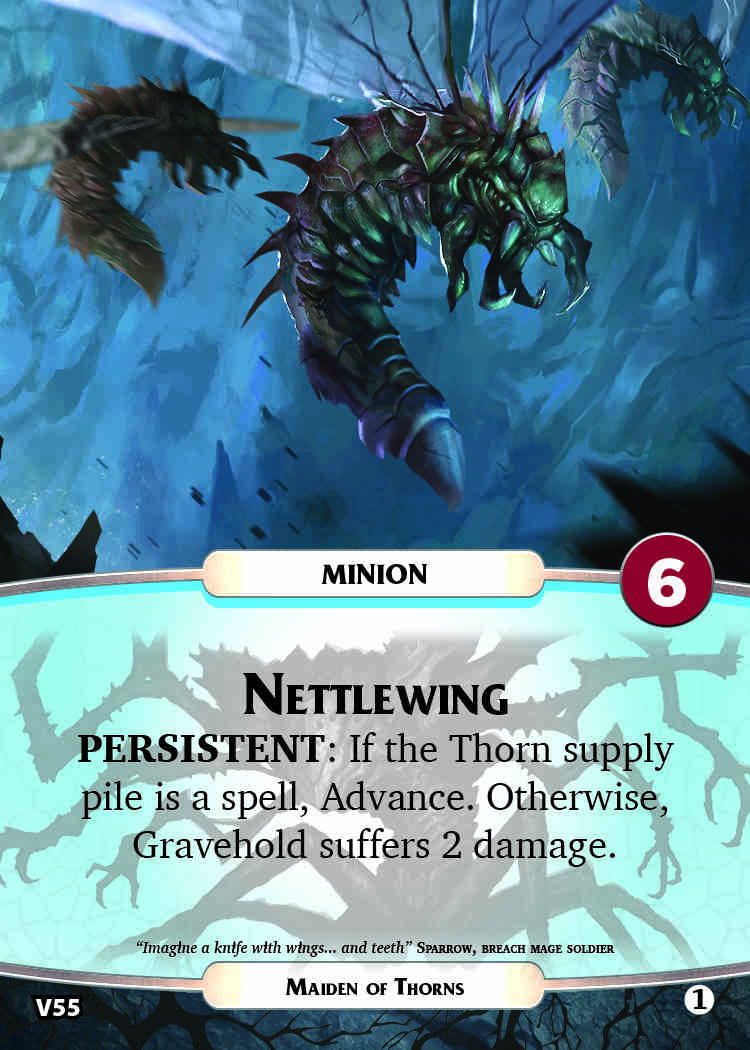 MINION
6
Nettlewing
PERSISTENT: If the Thorn supply
pile is a spell, Advance. Otherwise,
Gravehold suffers 2 damage.
“Imagine a knife with wings... and teeth” Sparrow, breach mage soldier
Maiden of Thorns
V55
1